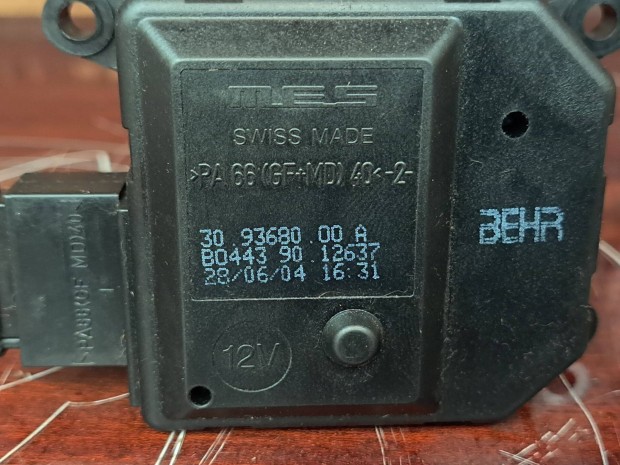 MES
SWISS MADE
>PA 66 (GF+MD) 40<-2-
30 93680 00 A
B0443 90 12637
28/06/04 16:31
BEHR
12V